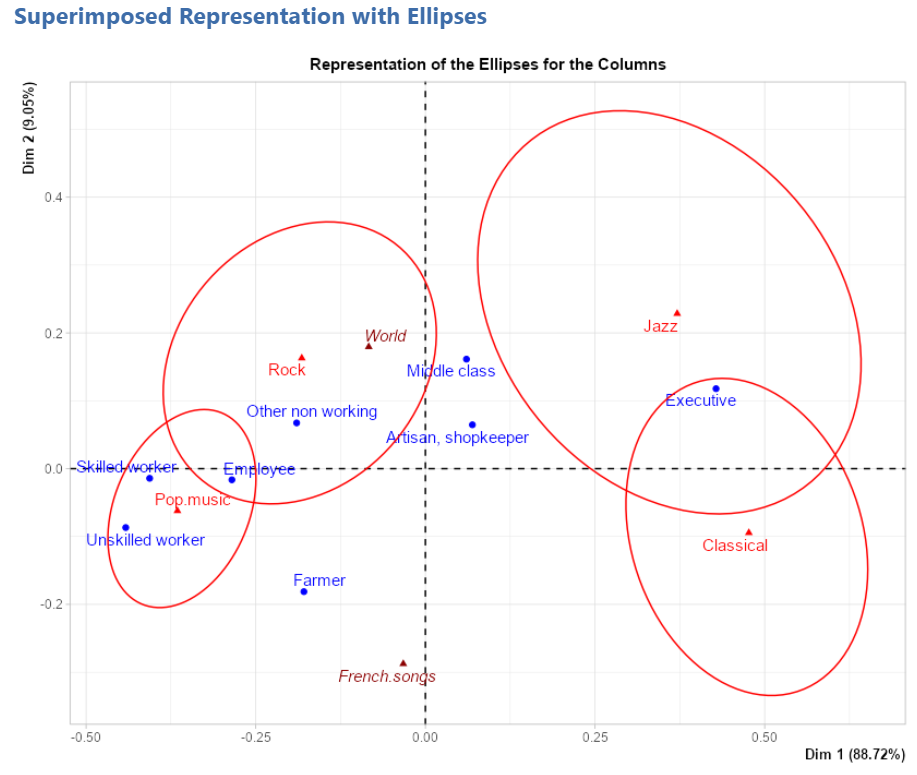 Superimposed Representation with Ellipses
Representation of the Ellipses for the Columns
Dim 2 (9.05%)
0.4
0.2
World
Jazz
Rock
Middle class
Executive
Other non working
Artisan, shopkeeper
0.0
Skilled worker
Employee
Pop.music
Unskilled worker
Classical
Farmer
-0.2
French.songs
-0.50
-0.25
0.00
0.25
0.50
Dim 1 (88.72%)